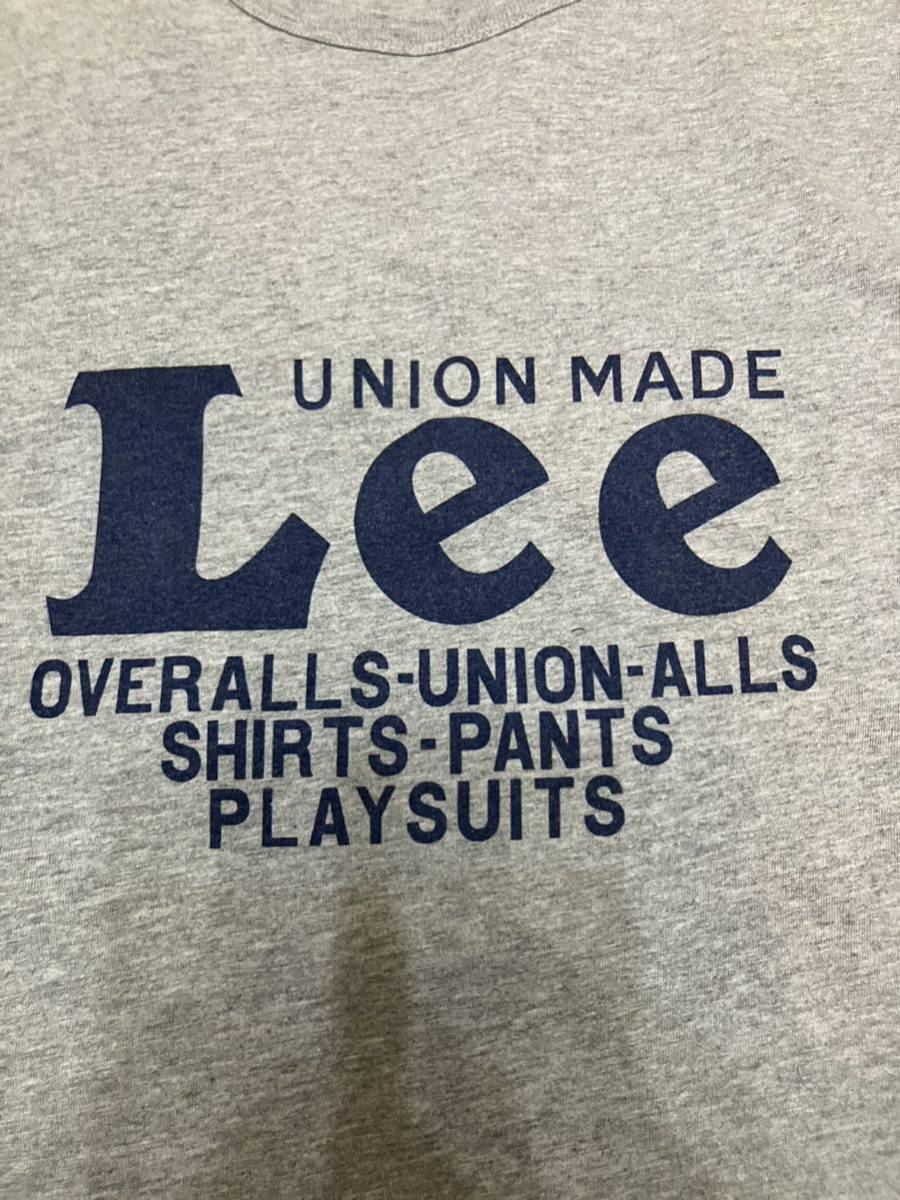 UNION MADE
Lee
OVERALLS-UNION-ALLS
SHIRTS-PANTS
PLAYSUITS